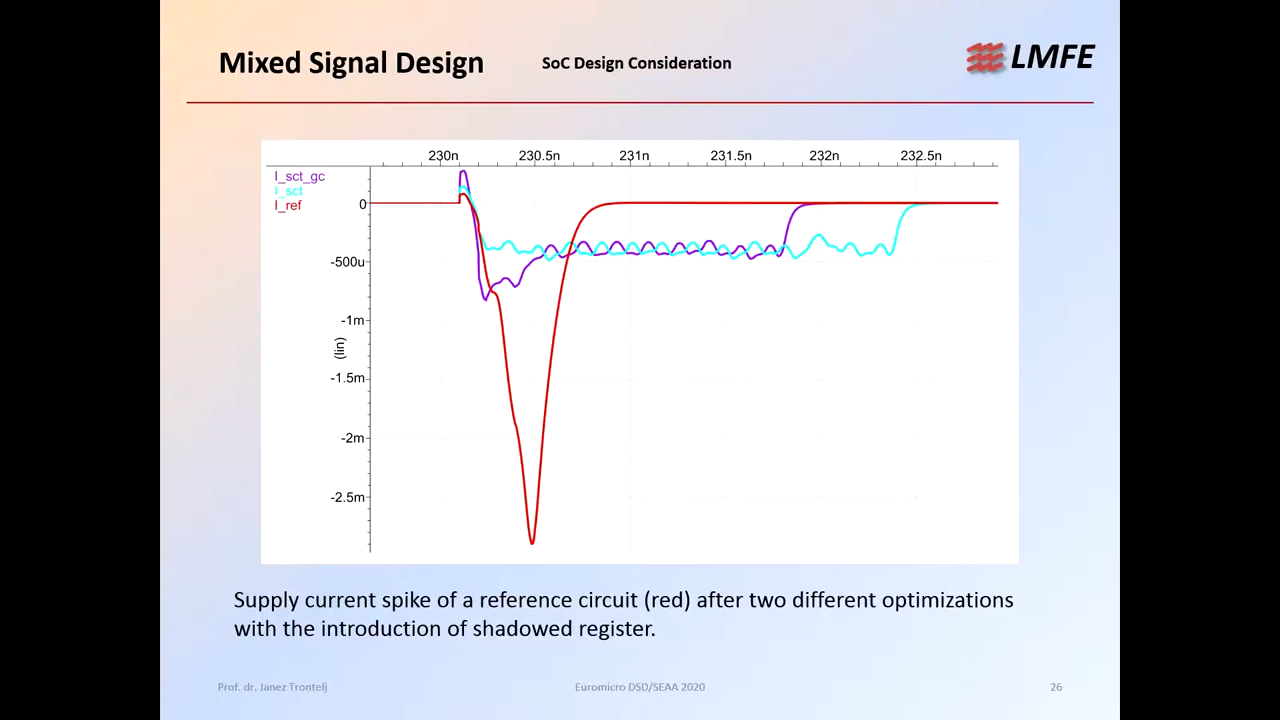 Mixed Signal Design
SoC Design Consideration
LMFE
230n 230.5n 231n 231.5n 232n 232.5n
I_sct_gc
I_sct
I_ref
0
-500u
-1m
(lin)
-1.5m
-2m
-2.5m
Supply current spike of a reference circuit (red) after two different optimizations
with the introduction of shadowed register.
Prof. dr. Janez Trontelj
Euromicro DSD/SEAA 2020
26